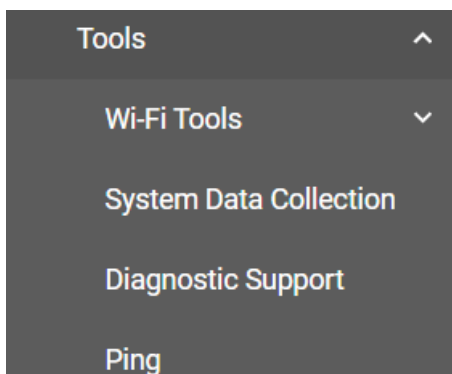 Tools
Wi-Fi Tools
System Data Collection
Diagnostic Support
Ping